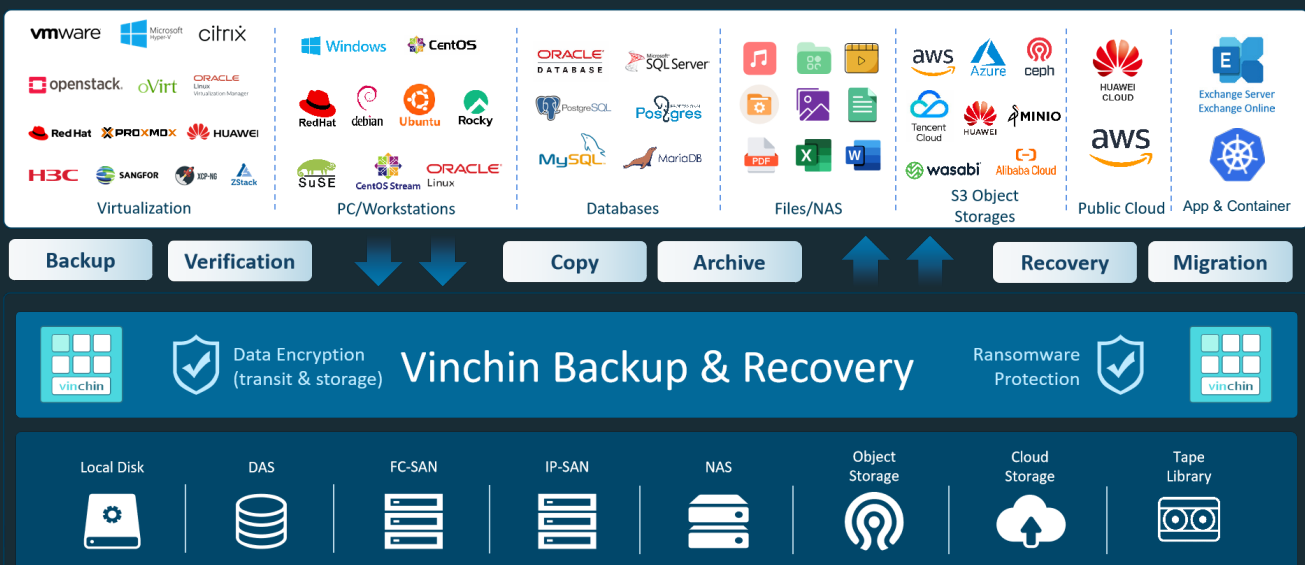 vmware
Microsoft
Hyper-V
citrix
openstack.
oVirt
ORACLE
Linux
Virtualization Manager
Red Hat
PROXMOX
HUAWEI
H3C
SANGFOR
XCP-NG
ZStack
Virtualization
Windows
CentOS
RedHat
debian
Ubuntu
Rocky
SuSE
CentOS Stream
ORACLE
Linux
PC/Workstations
ORACLE
DATABASE
Microsoft
SQL Server
PostgreSQL
Postgres
MySQL
MariaDB
Databases
PDF
X
W
Files/NAS
aws
Azure
ceph
Tencent
Cloud
HUAWEI
MINIO
wasabi
Alibaba Cloud
S3 Object
Storages
HUAWEI
CLOUD
aws
Public Cloud
E
Exchange Server
Exchange Online
App & Container
Backup
Verification
Copy
Archive
Recovery
Migration
vinchin
Data Encryption
(transit & storage)
Vinchin Backup & Recovery
Ransomware
Protection
vinchin
Local Disk
DAS
FC-SAN
IP-SAN
NAS
Object
Storage
Cloud
Storage
Tape
Library